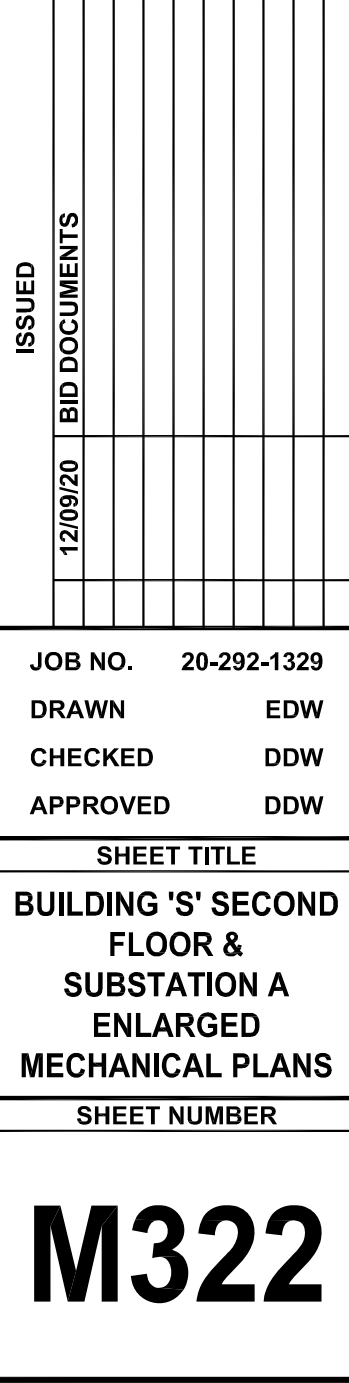 ISSUED
12/09/20 BID DOCUMENTS
JOB NO. 20-292-1329
DRAWN EDW
CHECKED DDW
APPROVED DDW
SHEET TITLE
BUILDING 'S' SECOND
FLOOR &
SUBSTATION A
ENLARGED
MECHANICAL PLANS
SHEET NUMBER
M322